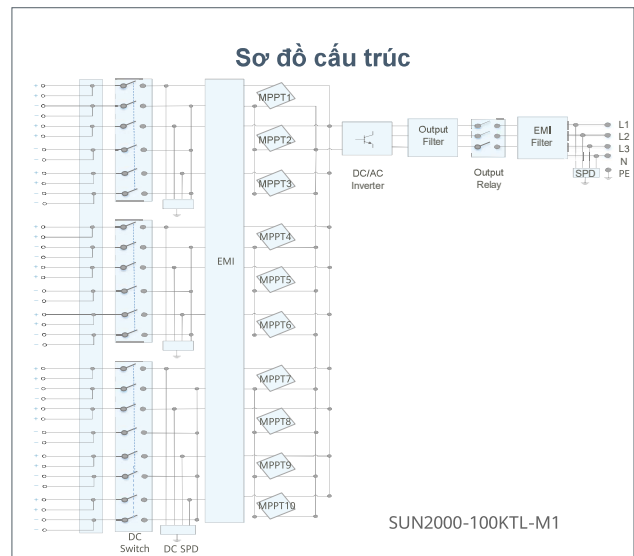 Sơ đồ cấu trúc
MPPT1
MPPT2
MPPT3
MPPT4
MPPT5
MPPT6
MPPT7
MPPT8
MPPT9
MPPT10
EMI
DC/AC
Inverter
Output
Filter
Output
Relay
EMI
Filter
L1
L2
L3
N
PE
SPD
DC
Switch
DC SPD
SUN2000-100KTL-M1